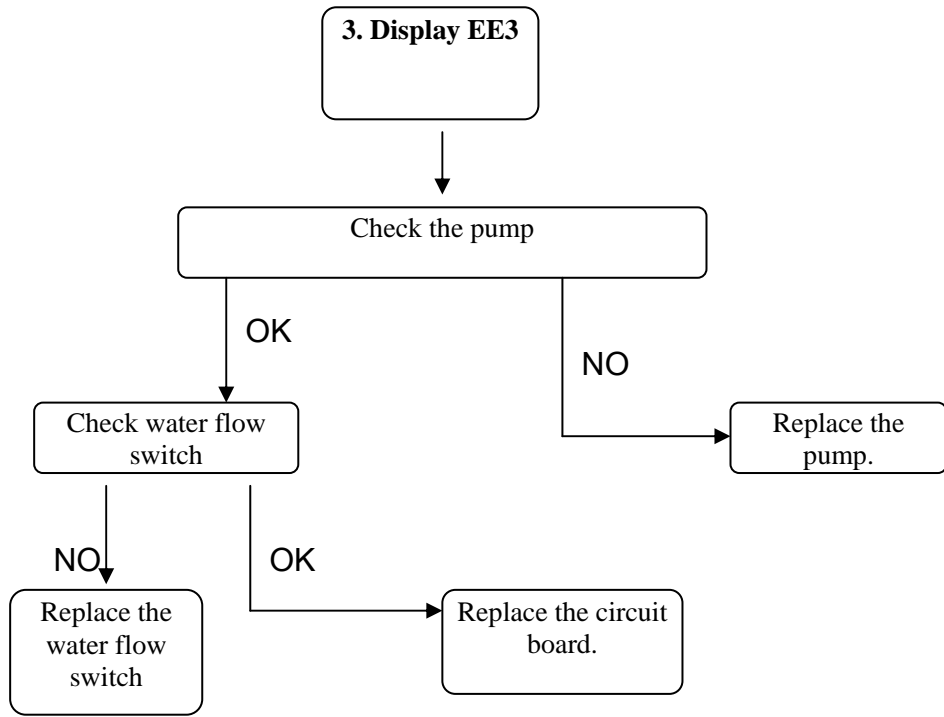 3. Display EE3
Check the pump
OK
NO
Check water flow
switch
Replace the
pump.
NO
OK
Replace the
water flow
switch
Replace the circuit
board.